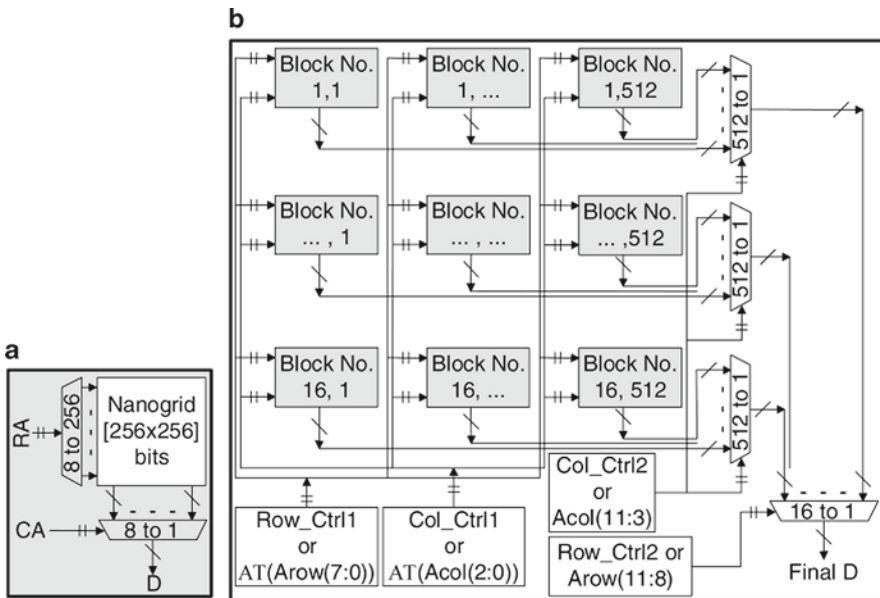 b
Block No.
1,1
Block No.
1, ...
Block No.
1,512
512 to 1
Block No.
... , 1
Block No.
... , ...
Block No.
... ,512
512 to 1
Block No.
16, 1
Block No.
16, ...
Block No.
16, 512
512 to 1
a
RA
8 to 256
Nanogrid
[256x256]
bits
CA
8 to 1
D
Row_Ctrl1
or
AT(Arow(7:0))
Col_Ctrl1
or
AT(Acol(2:0))
Col_Ctrl2
or
Acol(11:3)
Row_Ctrl2 or
Arow(11:8)
16 to 1
Final D